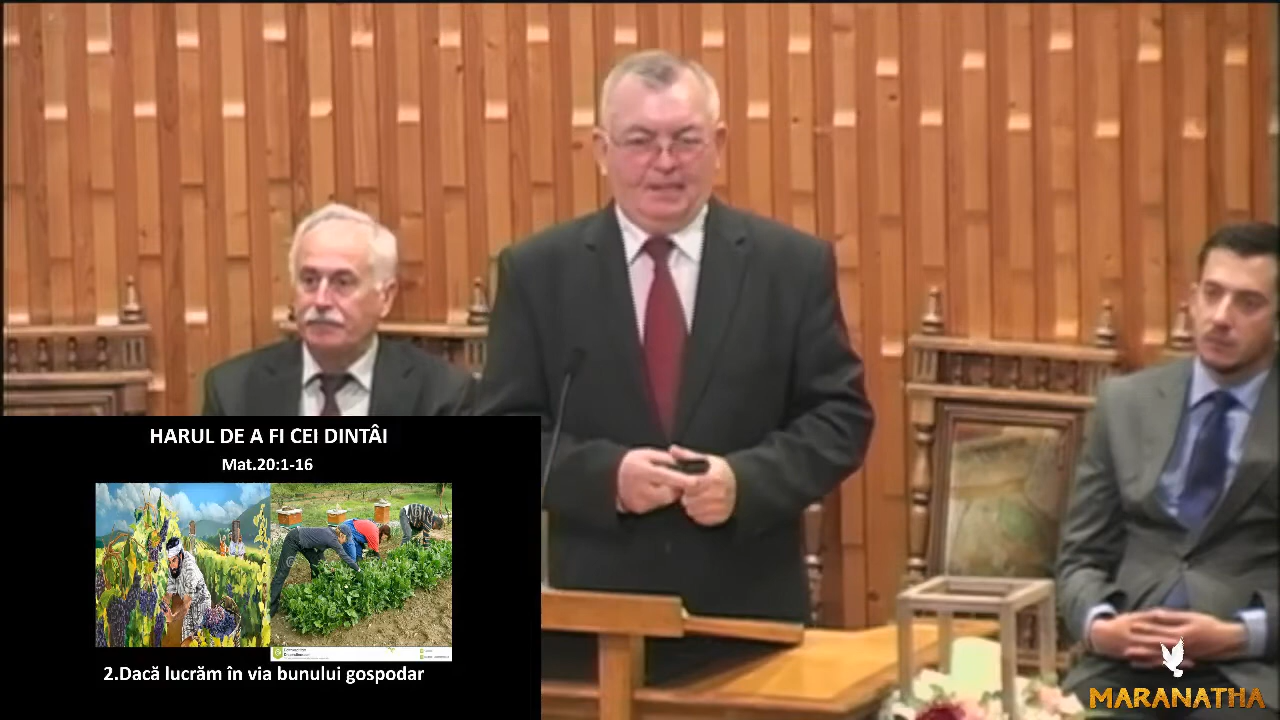 HARUL DE A FI CEI DINTÂI
Mat.20:1-16
2.Dacă lucrăm în via bunului gospodar
MARANATHA